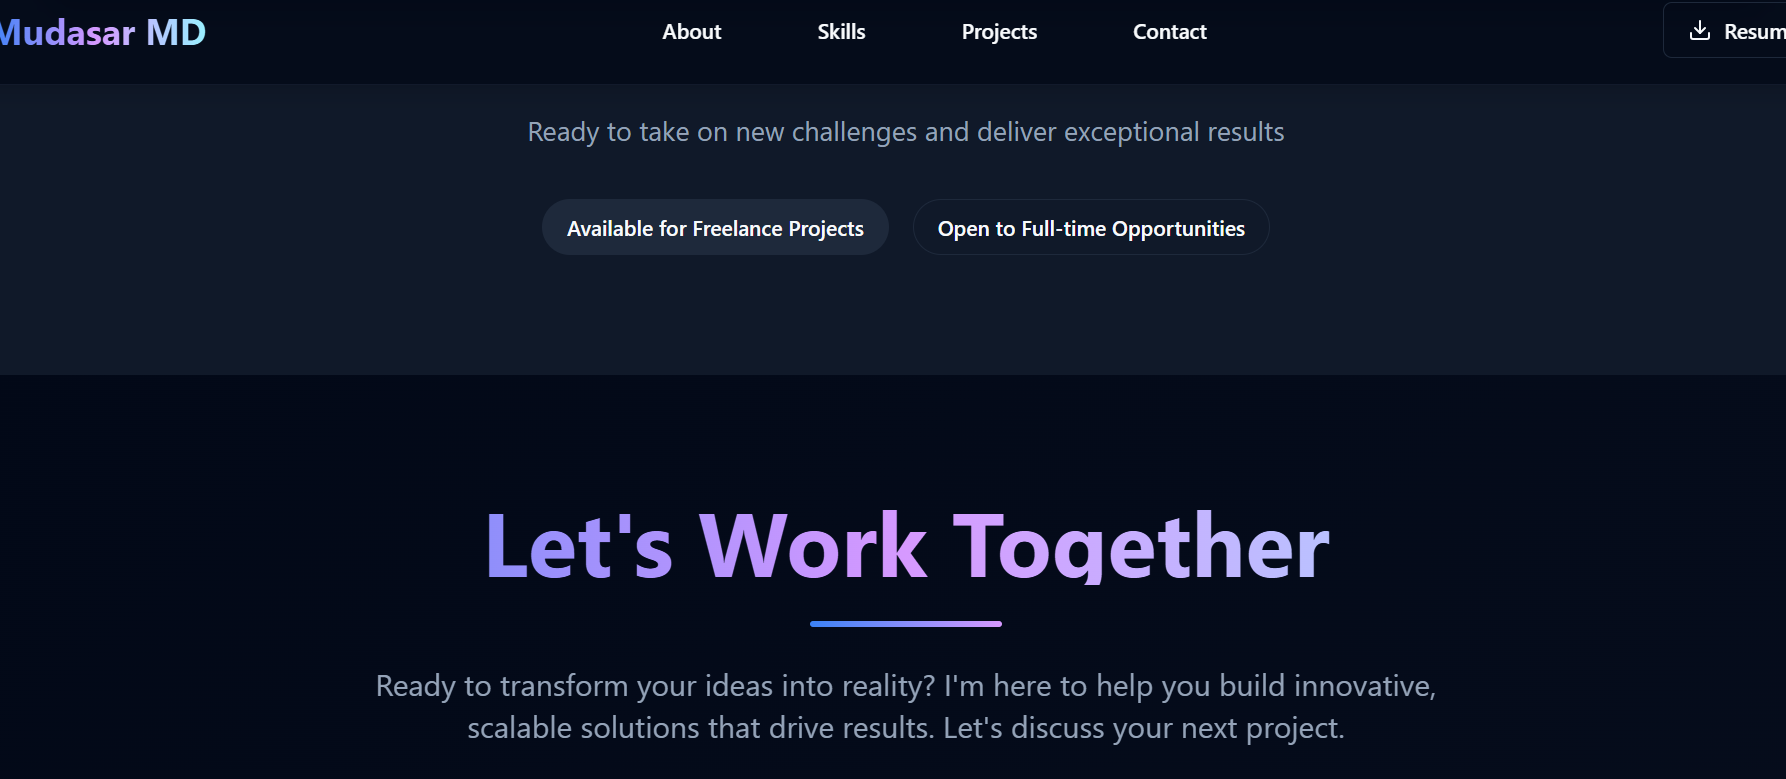 Mudasar MD
About
Skills
Projects
Contact
Resum
Ready to take on new challenges and deliver exceptional results
Available for Freelance Projects
Open to Full-time Opportunities
Let's Work Together
Ready to transform your ideas into reality? I'm here to help you build innovative,
scalable solutions that drive results. Let's discuss your next project.